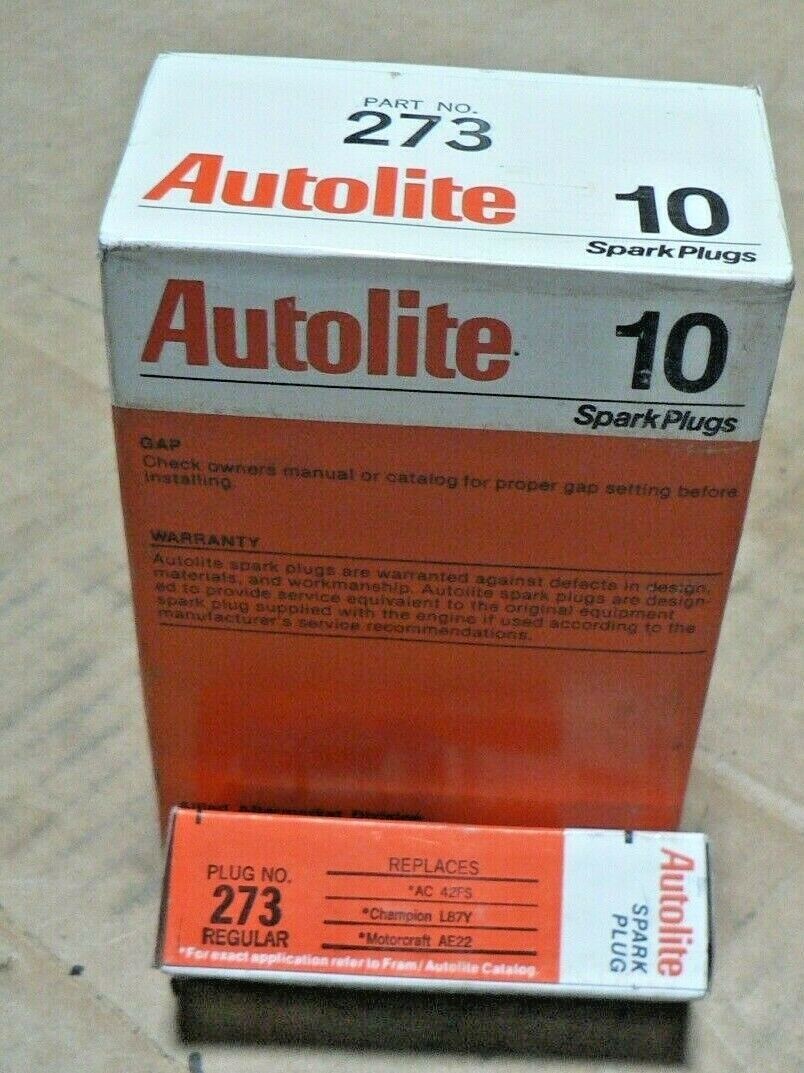 PART NO.
273
Autolite 10
Spark Plugs
Autolite 10
Spark Plugs
GAP
Check owners manual or catalog for proper gap setting before
installing.
WARRANTY
Autolite spark plugs are warranted against defects in design,
materials, and workmanship. Autolite spark plugs are design-
ed to provide service equivalent to the original equipment
spark plug supplied with the engine if used according to the
manufacturer's service recommendations.
Allied Aftermarket Division
PLUG NO.
273
REGULAR
REPLACES
*AC 42FS
*Champion L87Y
*Motorcraft AE22
*For exact application refer to Fram/Autolite Catalog.
Autolite
SPARK
PLUG